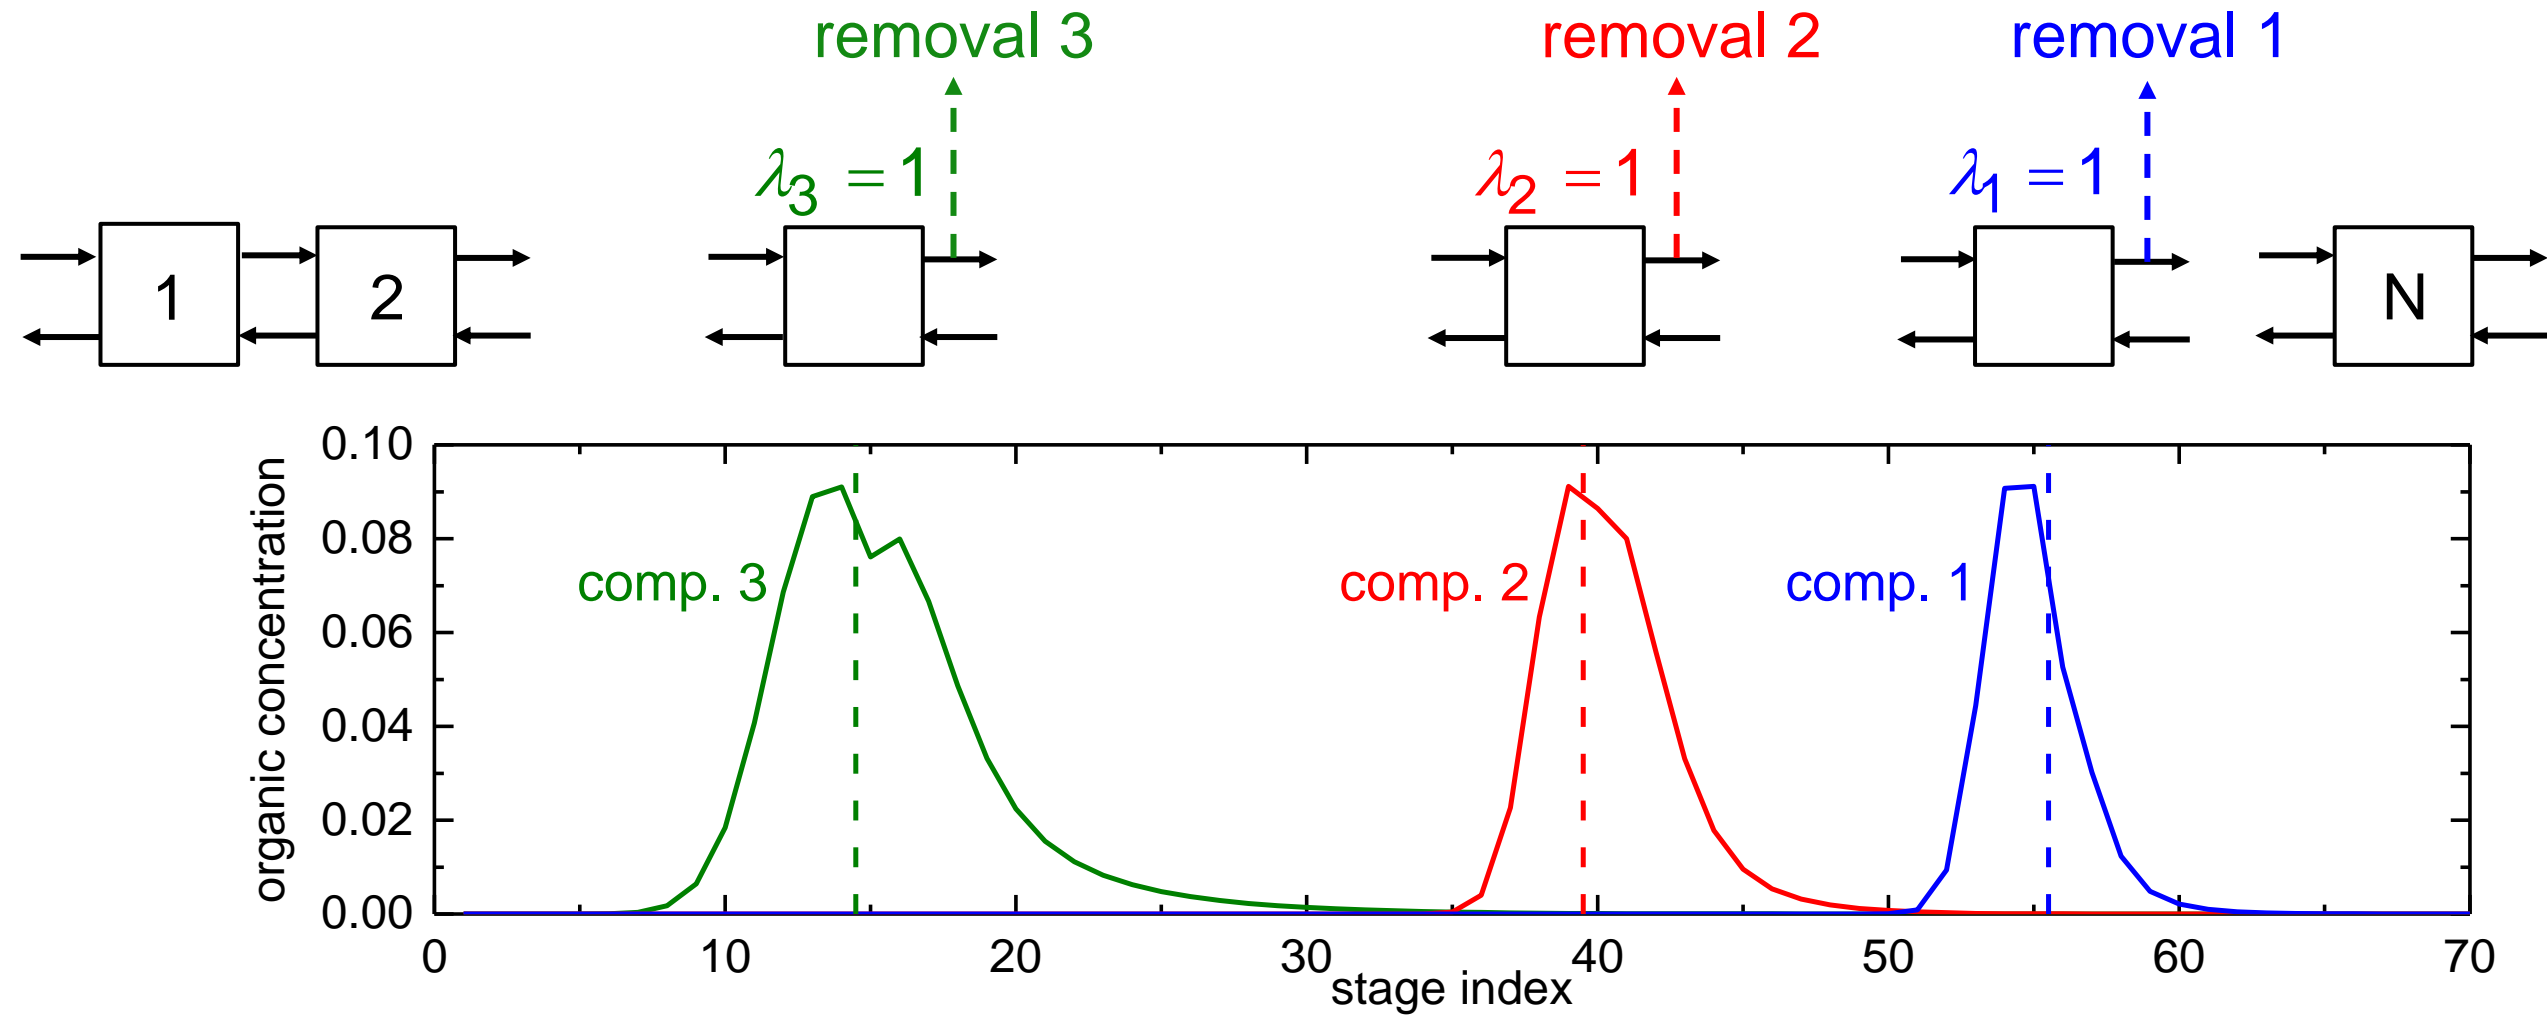 removal 3
removal 2
removal 1
λ3 = 1
λ2 = 1
λ1 = 1
1
2
N
organic concentration
0.10
0.08
0.06
0.04
0.02
0.00
comp. 3
comp. 2
comp. 1
0
10
20
30
40
50
60
70
stage index